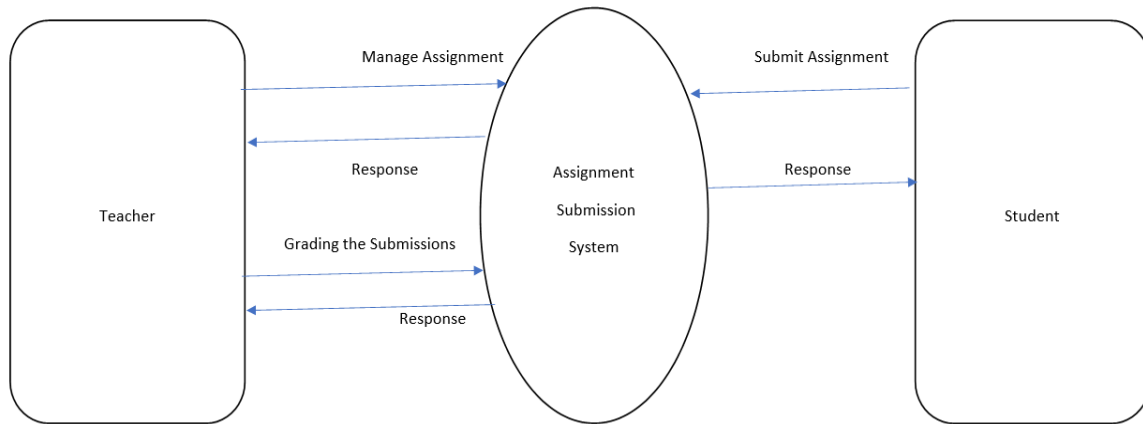 Manage Assignment
Submit Assignment
Response
Assignment
Submission
System
Response
Teacher
Student
Grading the Submissions
Response